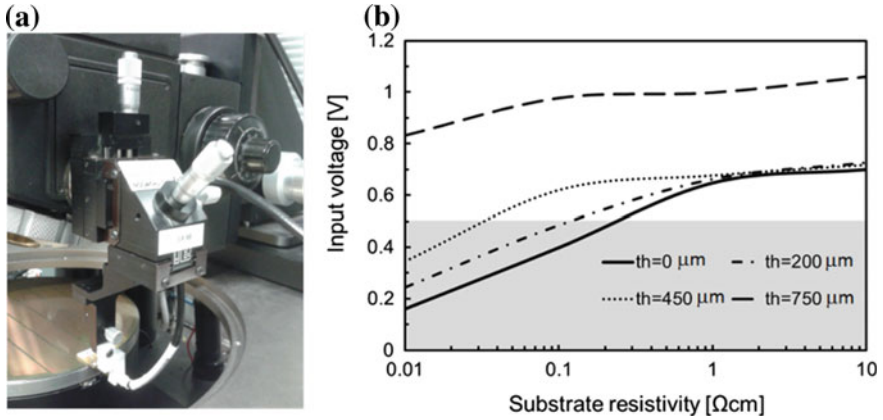 (a)
(b)
1.2
1
0.8
0.6
0.4
0.2
0
Input voltage [V]
th=0 μm
th=200 μm
th=450 μm
th=750 μm
0.01
0.1
1
10
Substrate resistivity [Ωcm]